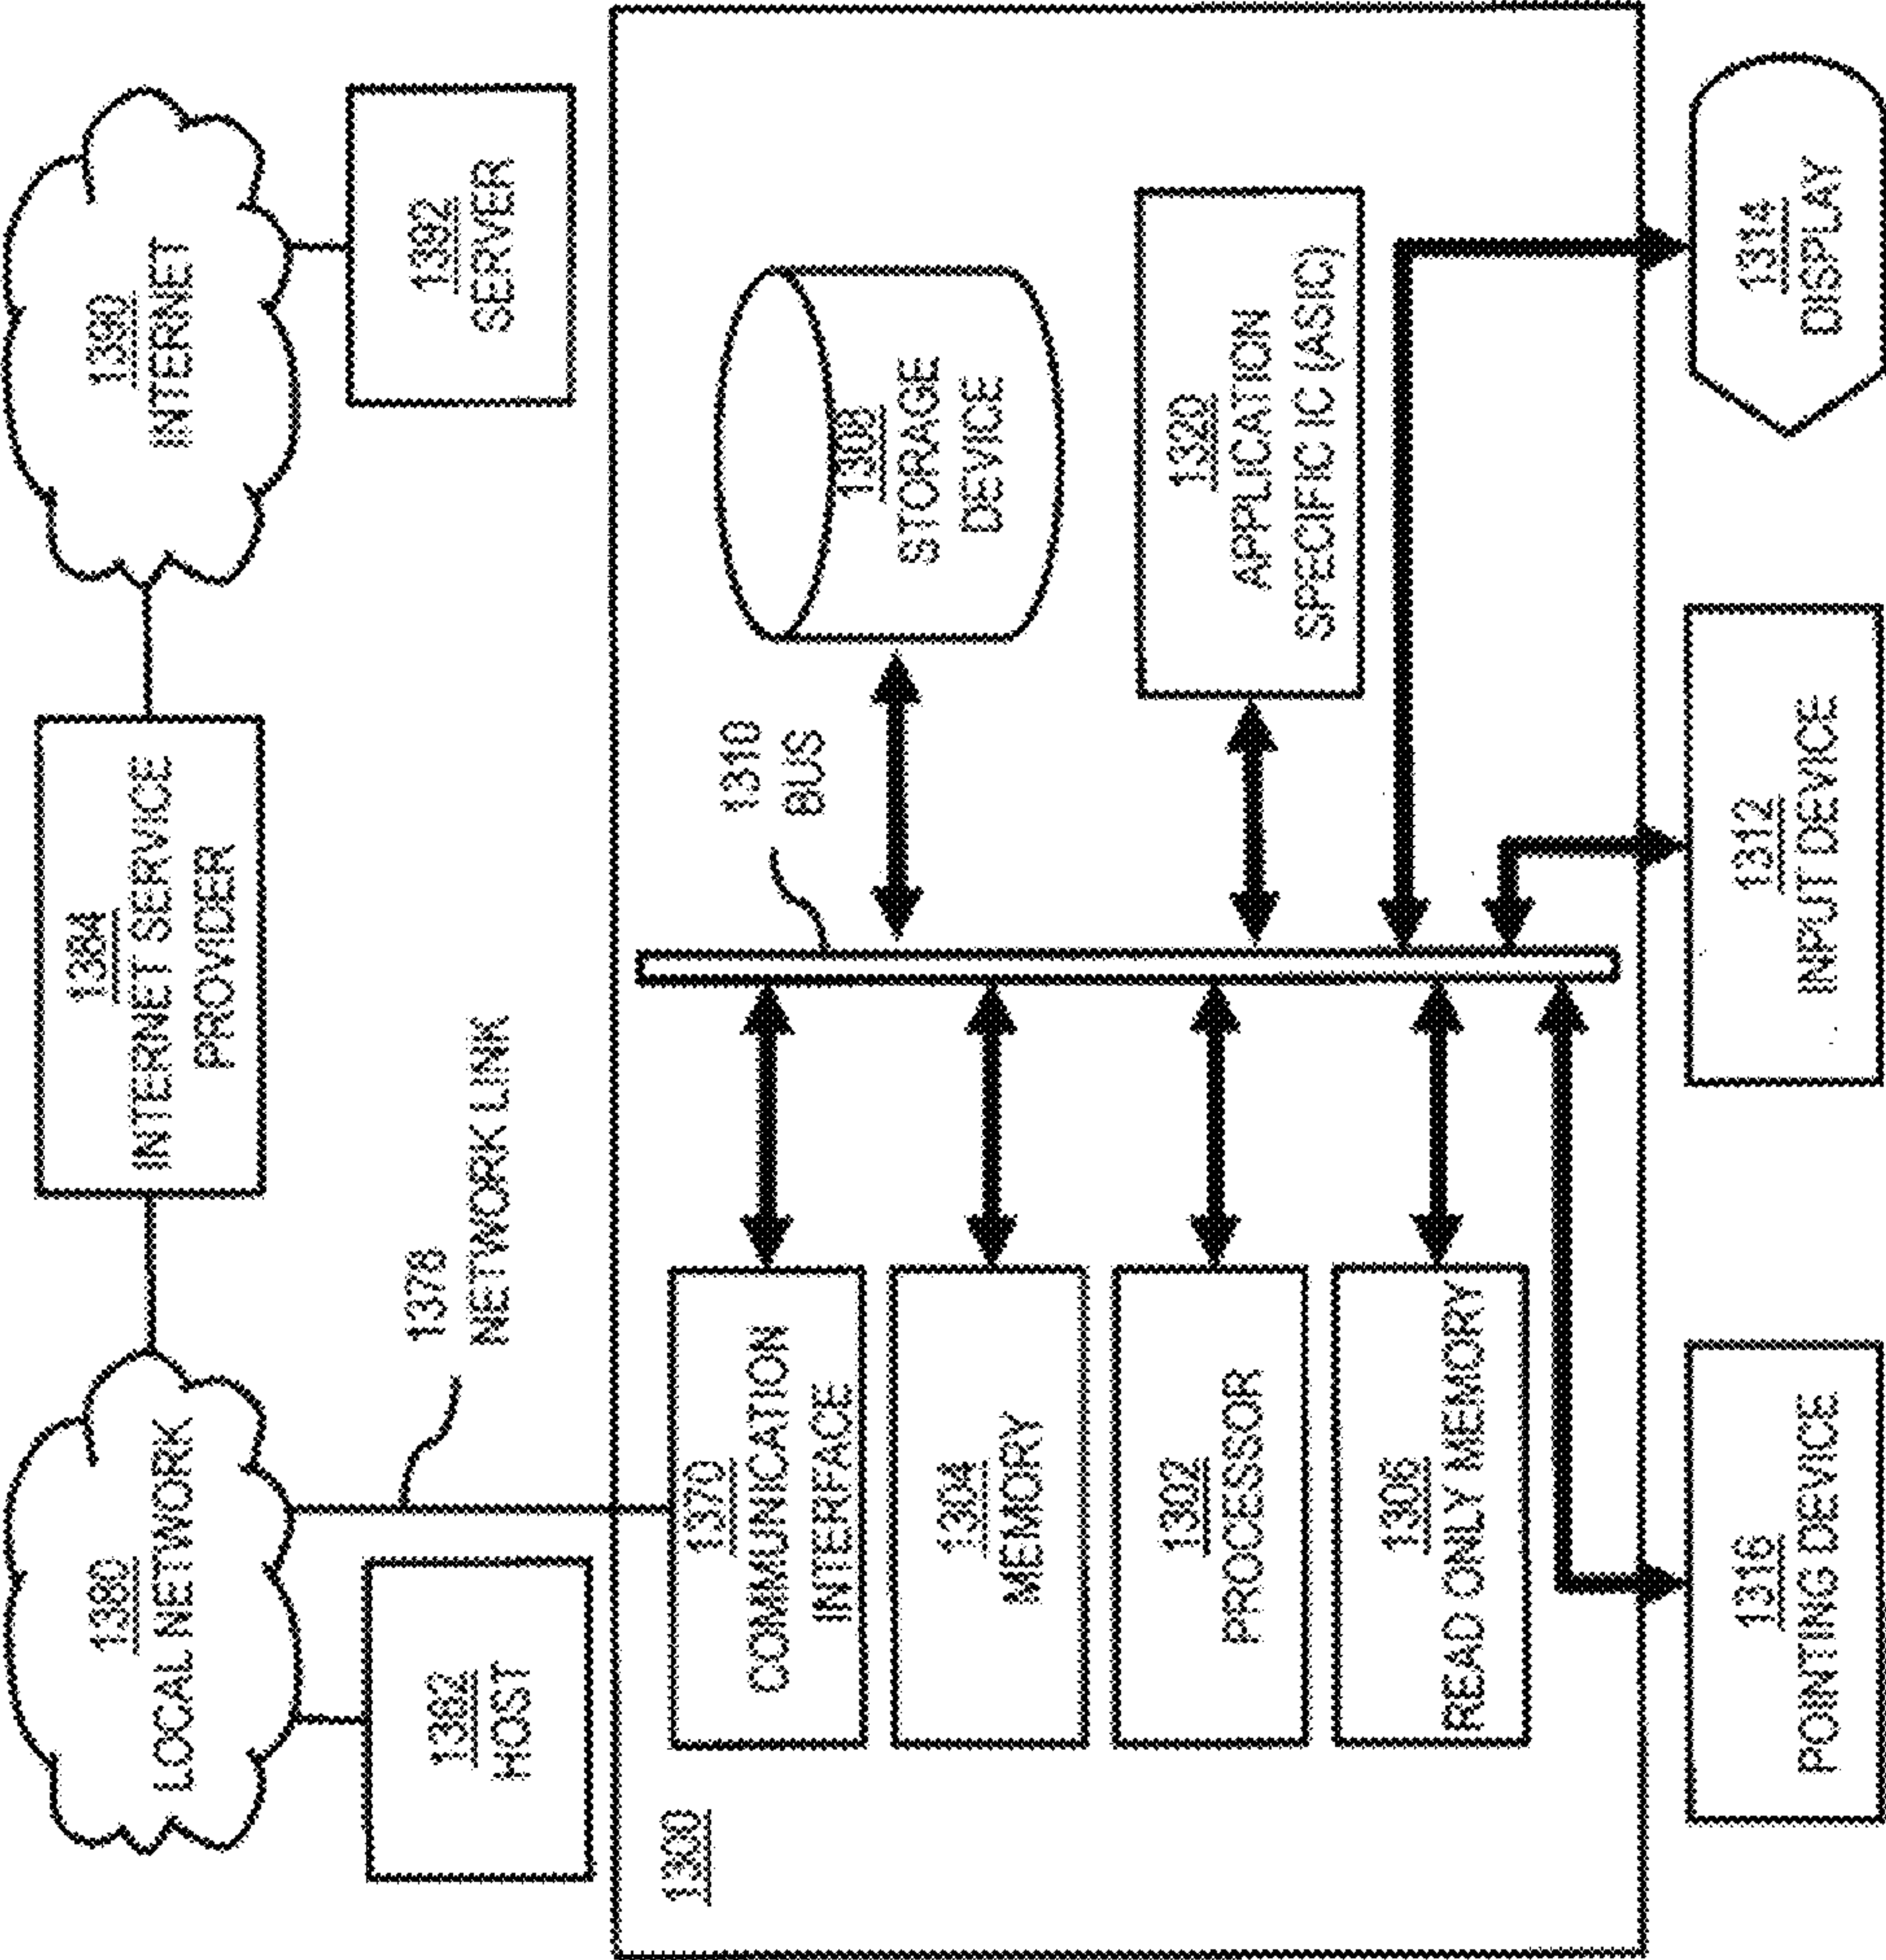 1380
LOCAL NETWORK
1384
INTERNET SERVICE
PROVIDER
1390
INTERNET
1382
HOST
1378
NETWORK LINK
1392
SERVER
1300
1370
COMMUNICATION
INTERFACE
1310
BUS
1308
STORAGE
DEVICE
1304
MEMORY
1302
PROCESSOR
1320
APPLICATION
SPECIFIC IC (ASIC)
1306
READ ONLY MEMORY
1316
POINTING DEVICE
1312
INPUT DEVICE
1314
DISPLAY